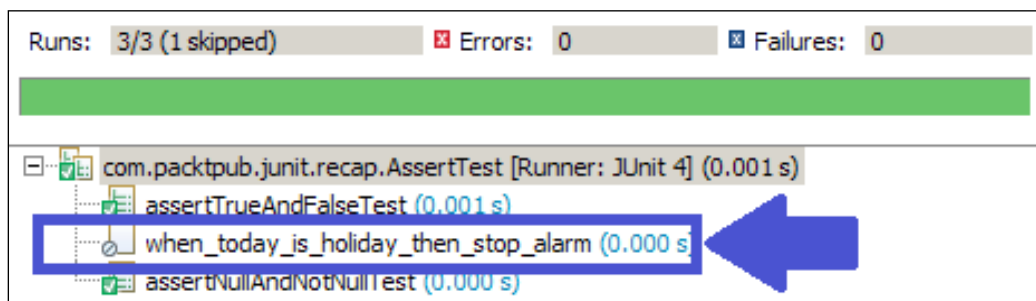 Runs: 3/3 (1 skipped) Errors: 0 Failures: 0
com.packtpub.junit.recap.AssertTest [Runner: JUnit 4] (0.001 s)
assertTrueAndFalseTest (0.001 s)
when_today_is_holiday_then_stop_alarm (0.000 s)
assertNullAndNotNullTest (0.000 s)